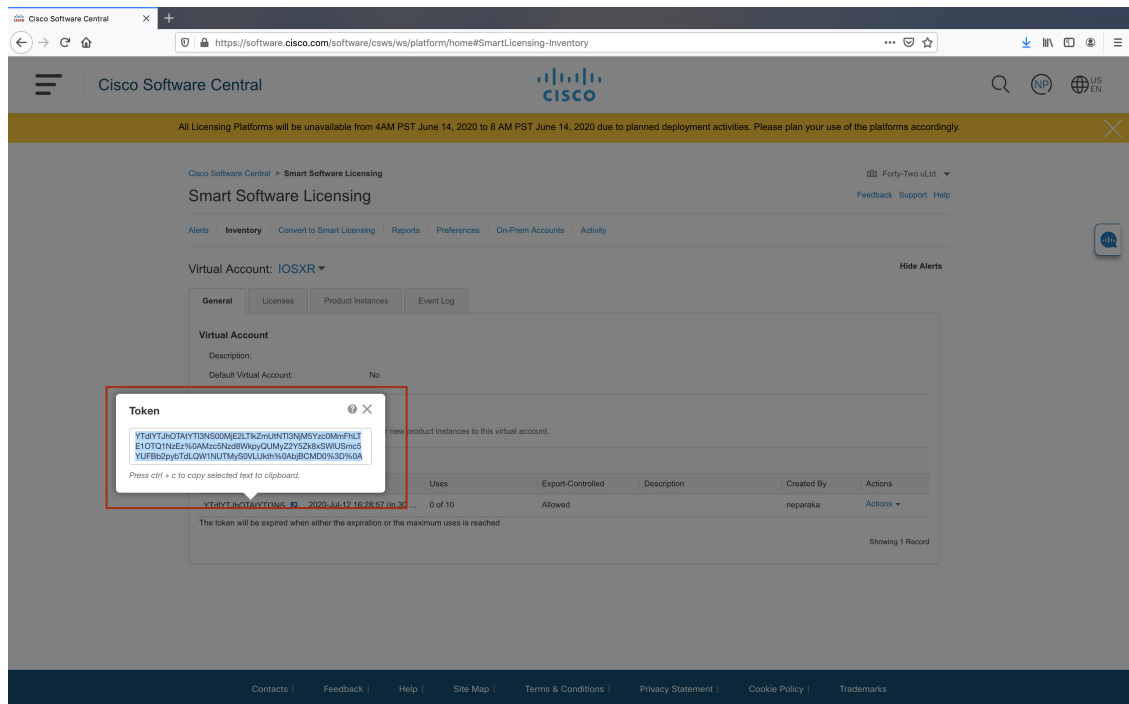 Cisco Software Central
https://software.cisco.com/software/csws/ws/platform/home#SmartLicensing-Inventory
Cisco Software Central
CISCO
NP
US
EN
All Licensing Platforms will be unavailable from 4AM PST June 14, 2020 to 8 AM PST June 14, 2020 due to planned deployment activities. Please plan your use of the platforms accordingly.
Cisco Software Central > Smart Software Licensing
Forty-Two uLtd.
Smart Software Licensing
Feedback Support Help
Alerts | Inventory | Convert to Smart Licensing | Reports | Preferences | On-Prem Accounts | Activity
Virtual Account: IOSXR
Hide Alerts
General Licenses Product Instances Event Log
Virtual Account
Description:
Default Virtual Account: No
Token
new product instances to this virtual account.
YTdlYTJhOTAtYTI3NS00MjE2LTlkZmUtNTI3NjM5Yzc0MmFhLT
E1OTQ1NzEz%0AMzc5Nzd8WkpyQUMyZ2Y5Zk8xSWlUSmc5
YUFBb2pybTdLQW1NUTMyS0VLUkth%0AbjBCMD0%3D%0A
Press ctrl + c to copy selected text to clipboard.
Uses Export-Controlled Description Created By Actions
YTdlYTJhOTAtYTI3NS 2020-Jul-12 16:28:57 (in 30 ... 0 of 10 Allowed neparaka Actions
The token will be expired when either the expiration or the maximum uses is reached
Showing 1 Record
Contacts | Feedback | Help | Site Map | Terms & Conditions | Privacy Statement | Cookie Policy | Trademarks